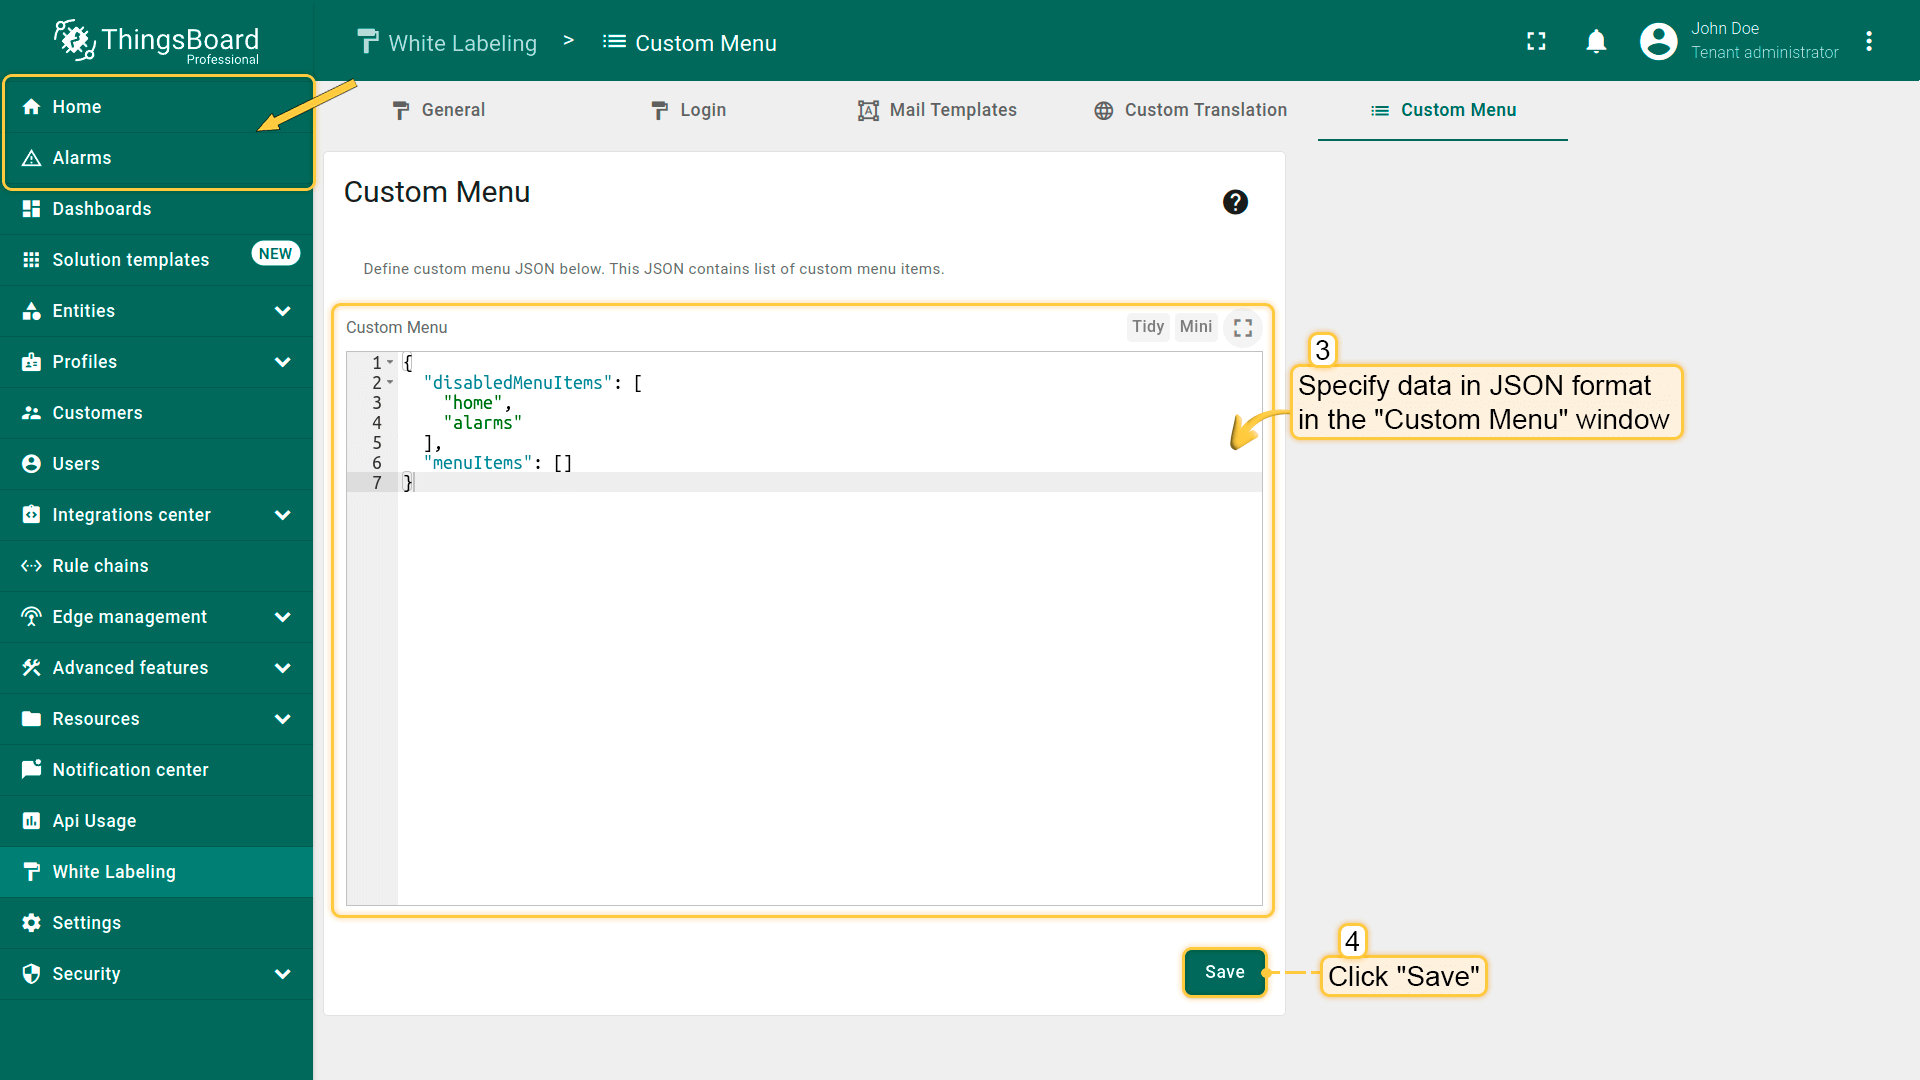 ThingsBoard
Professional
White Labeling > Custom Menu
John Doe
Tenant administrator
Home
Alarms
Dashboards
Solution templates NEW
Entities
Profiles
Customers
Users
Integrations center
Rule chains
Edge management
Advanced features
Resources
Notification center
Api Usage
White Labeling
Settings
Security
General
Login
Mail Templates
Custom Translation
Custom Menu
Custom Menu
?
Define custom menu JSON below. This JSON contains list of custom menu items.
Custom Menu Tidy Mini
1 {
2 "disabledMenuItems": [
3 "home",
4 "alarms"
5 ],
6 "menuItems": []
7 }
3
Specify data in JSON format
in the "Custom Menu" window
Save
4
Click "Save"